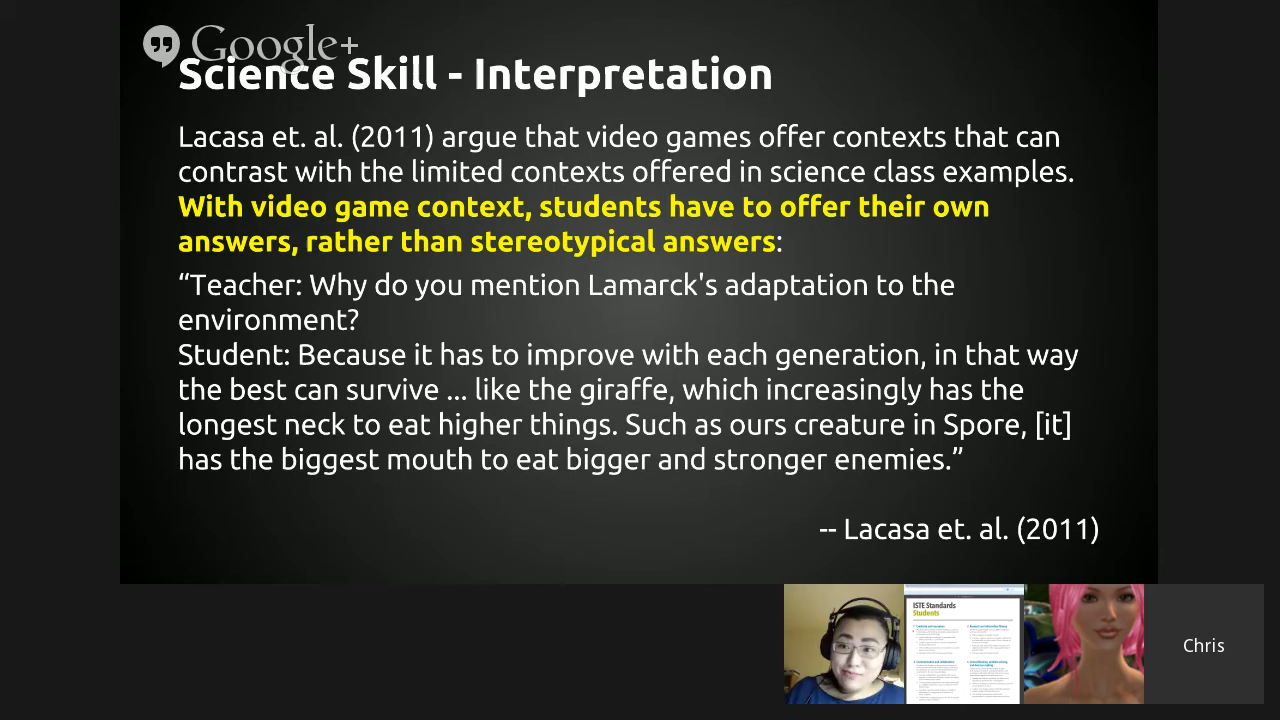 Google+
Science Skill - Interpretation
Lacasa et. al. (2011) argue that video games offer contexts that can
contrast with the limited contexts offered in science class examples.
With video game context, students have to offer their own
answers, rather than stereotypical answers:
“Teacher: Why do you mention Lamarck's adaptation to the
environment?
Student: Because it has to improve with each generation, in that way
the best can survive ... like the giraffe, which increasingly has the
longest neck to eat higher things. Such as ours creature in Spore, [it]
has the biggest mouth to eat bigger and stronger enemies.”
-- Lacasa et. al. (2011)
ISTE Standards
Students
Chris